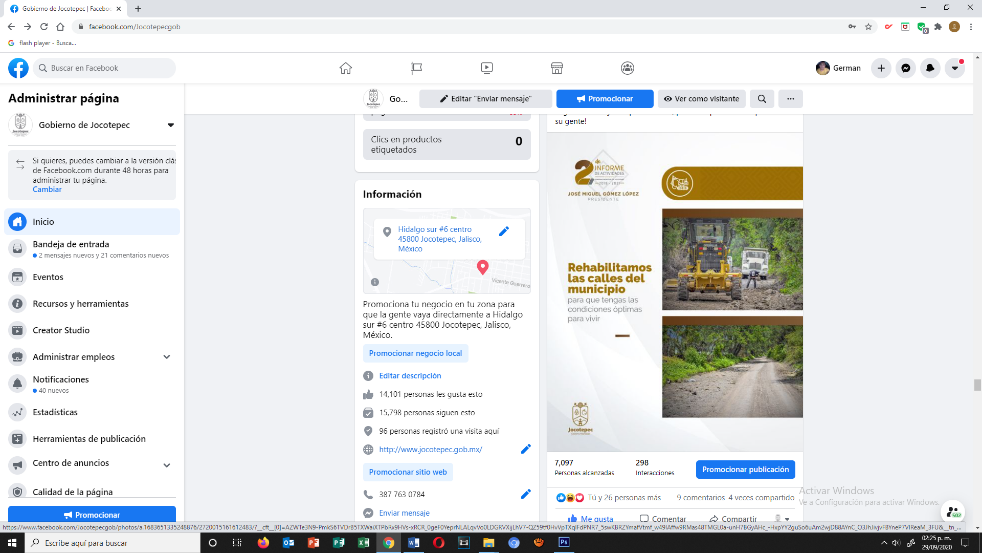 Gobierno de Jocotepec | Facebo
facebook.com/Jocotepecgob
flash player - Busca...
Buscar en Facebook
German
Administrar página
Go...
Editar "Enviar mensaje"
Promocionar
Ver como visitante
Gobierno de Jocotepec
Si quieres, puedes cambiar a la versión clás
de Facebook.com durante 48 horas para
administrar tu página.
Cambiar
Inicio
Bandeja de entrada
2 mensajes nuevos y 21 comentarios nuevos
Eventos
Recursos y herramientas
Creator Studio
Administrar empleos
Notificaciones
40 nuevos
Estadísticas
Herramientas de publicación
Centro de anuncios
Calidad de la página
Promocionar
Clics en productos
etiquetados
0
Información
Hidalgo sur #6 centro
45800 Jocotepec, Jalisco,
México
Vicente Guerrero
Promociona tu negocio en tu zona para
que la gente vaya directamente a Hidalgo
sur #6 centro 45800 Jocotepec, Jalisco,
México.
Promocionar negocio local
Editar descripción
14,101 personas les gusta esto
15,798 personas siguen esto
96 personas registró una visita aquí
http://www.jocotepec.gob.mx/
Promocionar sitio web
387 763 0784
Enviar mensaje
su gente!
2 INFORME
DE ACTIVIDADES
JOSÉ MIGUEL GÓMEZ LÓPEZ
PRESIDENTE
Rehabilitamos
las calles del
municipio
para que tengas las
condiciones óptimas
para vivir
Jocotepec
7,097
Personas alcanzadas
298
Interacciones
Promocionar publicación
Tú y 26 personas más
9 comentarios
4 veces compartido
Me gusta
Comentar
Compartir
Activar Windows
Ve a Configuración para activar Windows.
Escribe aquí para buscar
02:25 p. m.
29/09/2020